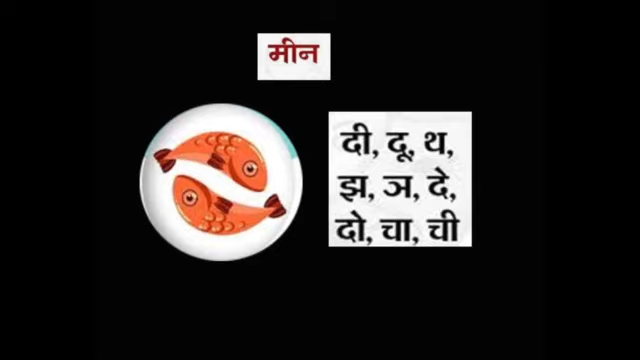 मीन
दी, दू, थ,
झ, ञ, दे,
दो, चा, ची